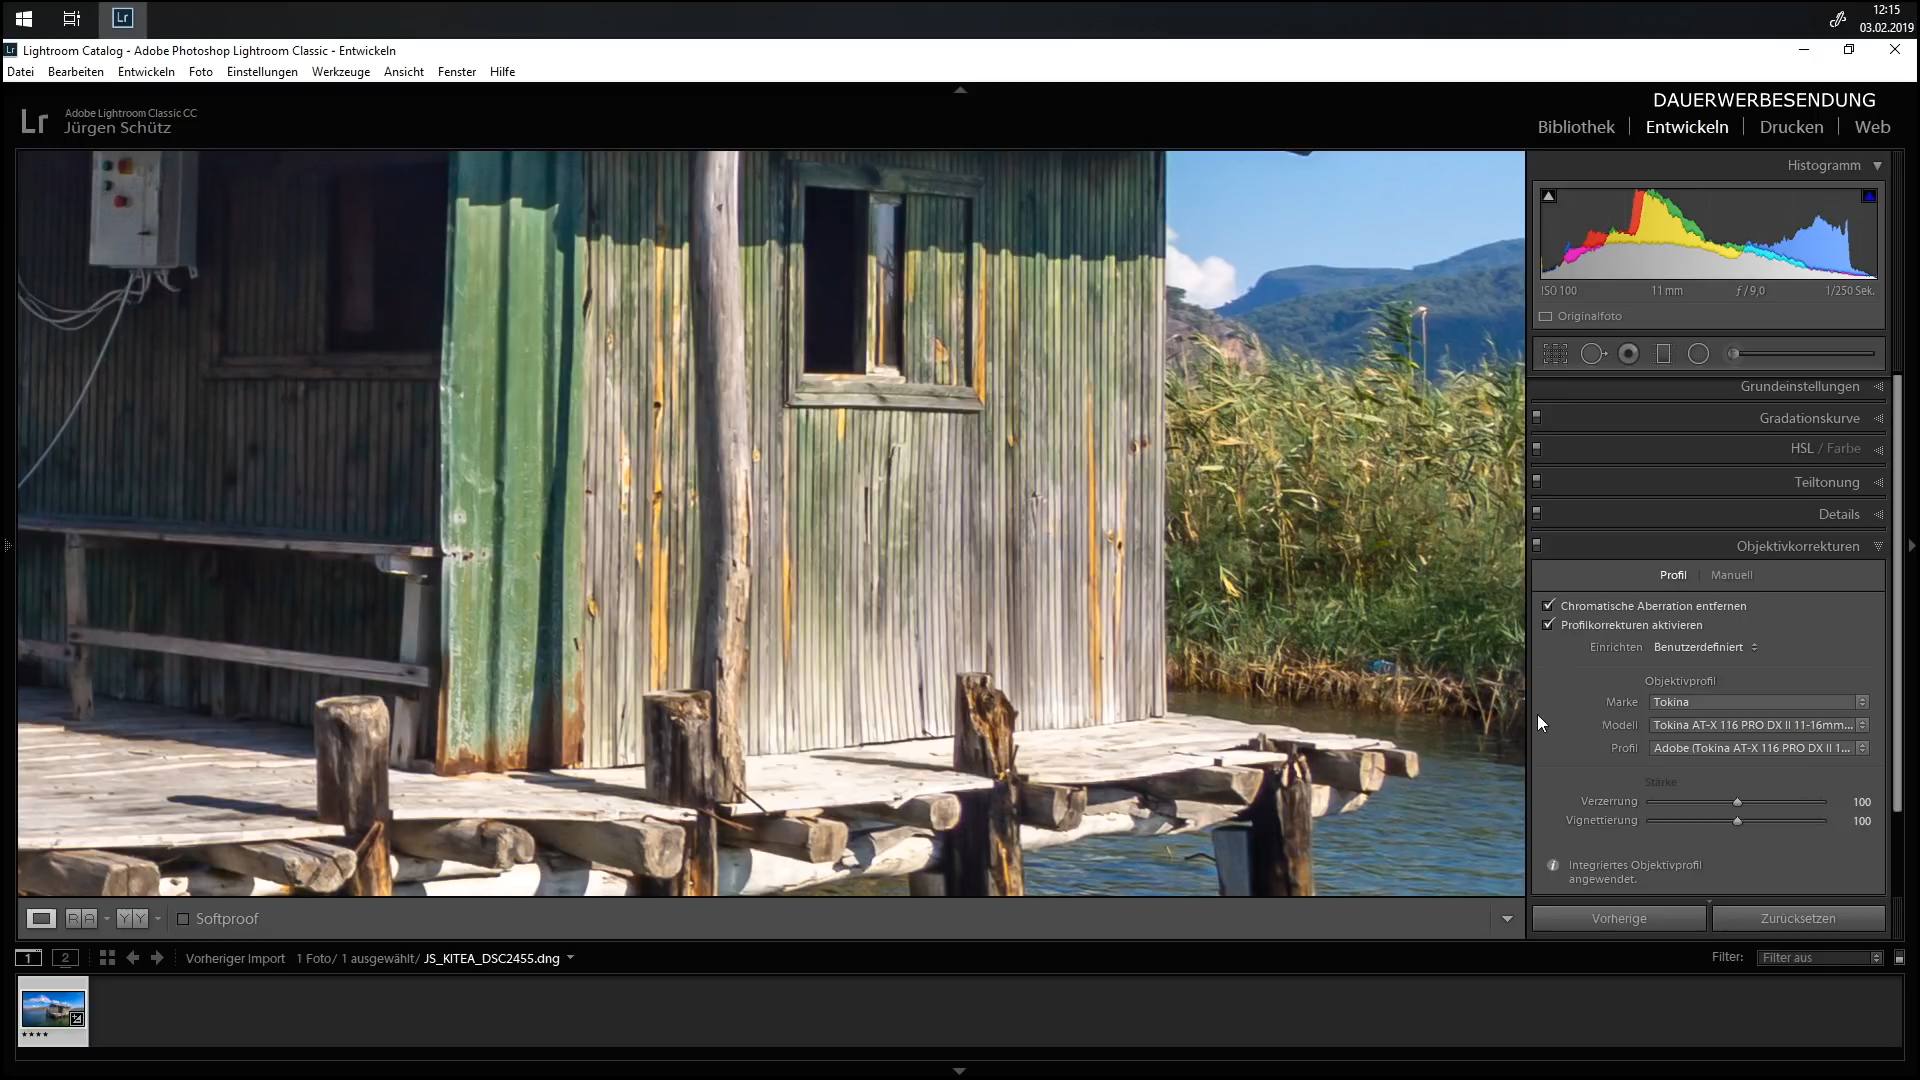 12:15
03.02.2019
Lr
Lr Lightroom Catalog - Adobe Photoshop Lightroom Classic - Entwickeln
Datei Bearbeiten Entwickeln Foto Einstellungen Werkzeuge Ansicht Fenster Hilfe
Lr
Adobe Lightroom Classic CC
Jürgen Schütz
DAUERWERBESENDUNG
Bibliothek Entwickeln Drucken Web
Histogramm
ISO 100 11 mm ƒ / 9,0 1/250 Sek.
Originalfoto
Grundeinstellungen
Gradationskurve
HSL / Farbe
Teiltonung
Details
Objektivkorrekturen
Profil Manuell
Chromatische Aberration entfernen
Profilkorrekturen aktivieren
Einrichten Benutzerdefiniert
Objektivprofil
Marke Tokina
Modell Tokina AT-X 116 PRO DX II 11-16mm...
Profil Adobe (Tokina AT-X 116 PRO DX II 1...
Stärke
Verzerrung 100
Vignettierung 100
Integriertes Objektivprofil
angewendet.
Vorherige Zurücksetzen
R A Y Y Softproof
1 2 Vorheriger Import 1 Foto/ 1 ausgewählt/ JS_KITEA_DSC2455.dng
Filter: Filter aus